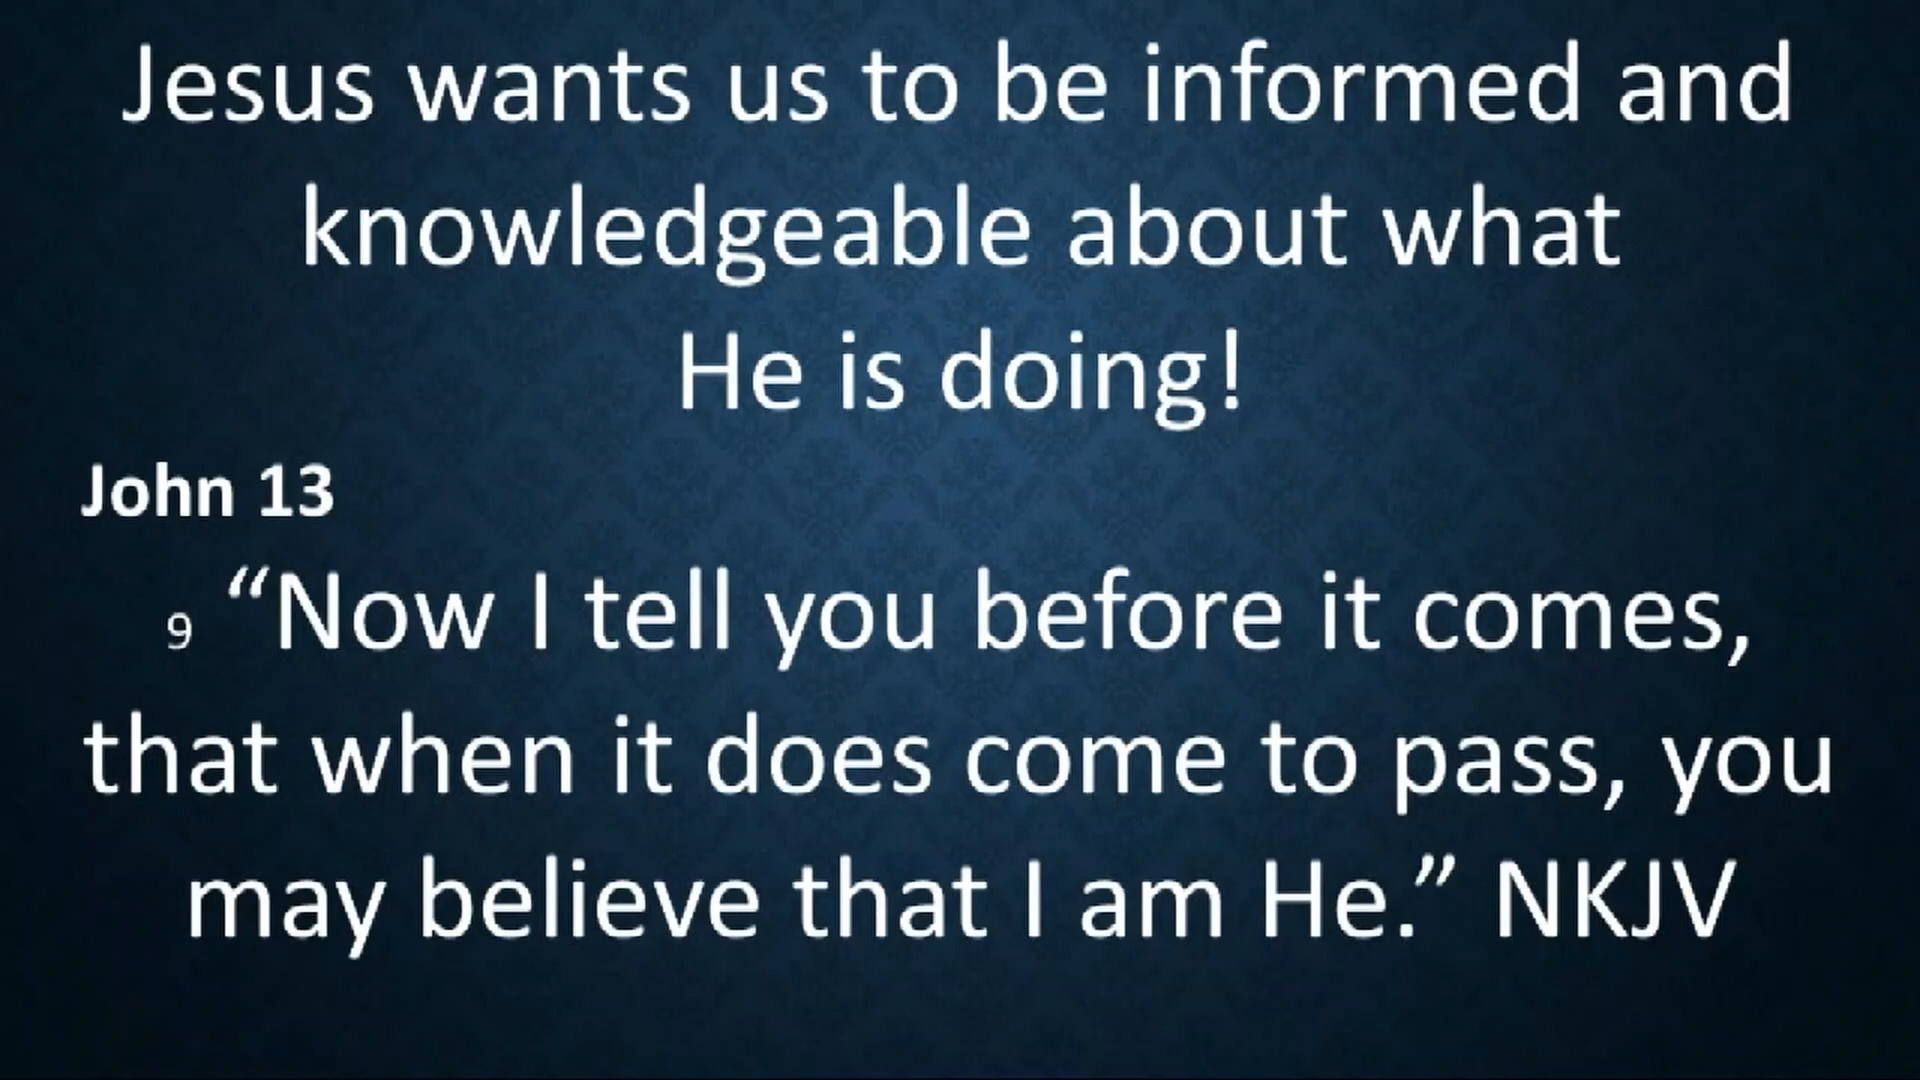 Jesus wants us to be informed and
knowledgeable about what
He is doing!
John 13
9 “Now I tell you before it comes,
that when it does come to pass, you
may believe that I am He.” NKJV